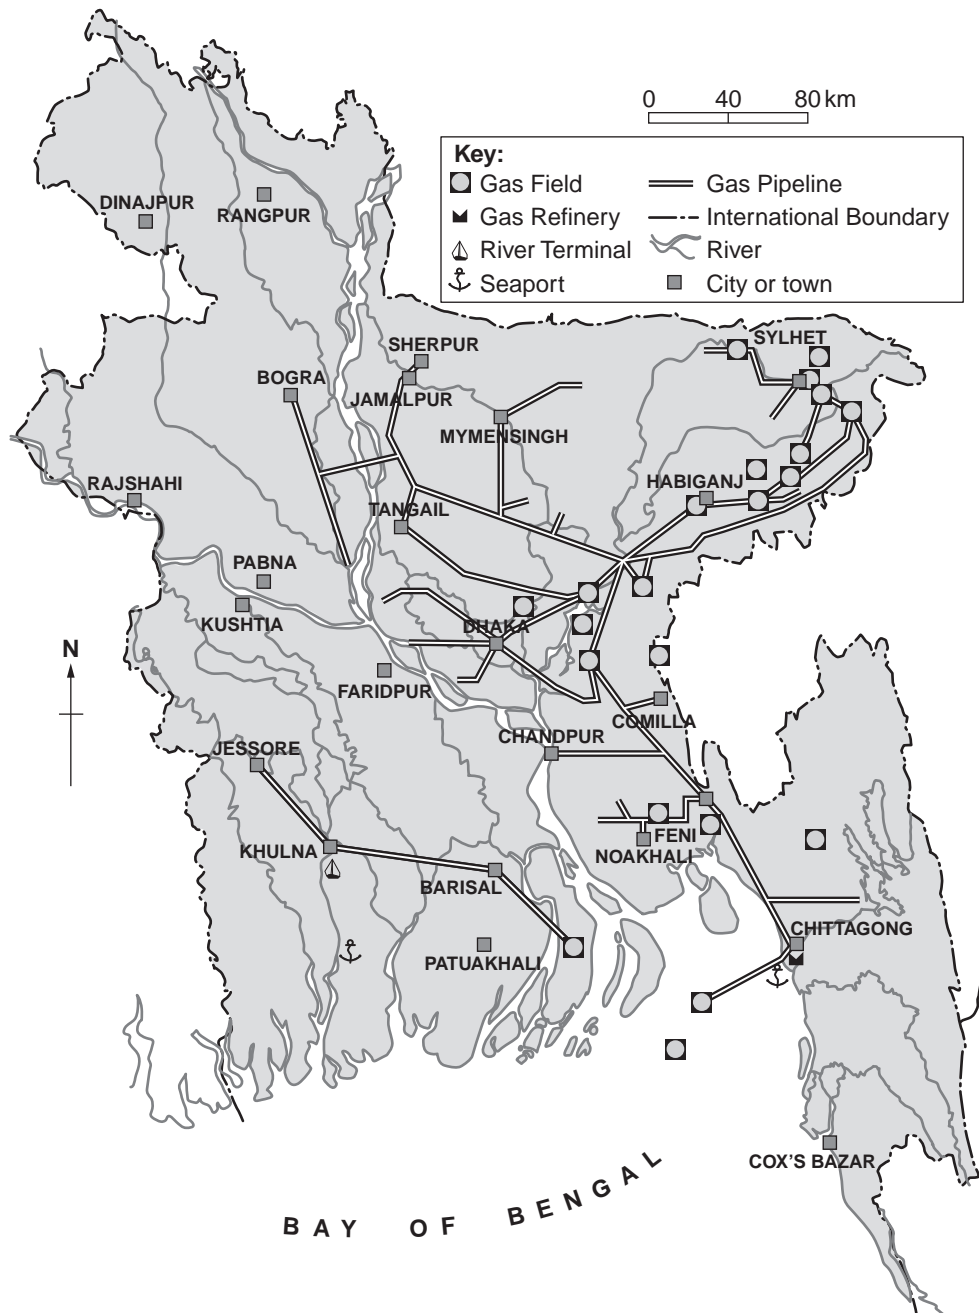 0 40 80 km
Key:
Gas Field
Gas Pipeline
Gas Refinery
International Boundary
River Terminal
River
Seaport
City or town
DINAJPUR
RANGPUR
SYLHET
SHERPUR
BOGRA
JAMALPUR
MYMENSINGH
RAJSHAHI
HABIGANJ
TANGAIL
PABNA
KUSHTIA
DHAKA
N
FARIDPUR
COMILLA
CHANDPUR
JESSORE
FENI
KHULNA
NOAKHALI
BARISAL
CHITTAGONG
PATUAKHALI
COX'S BAZAR
BAY OF BENGAL